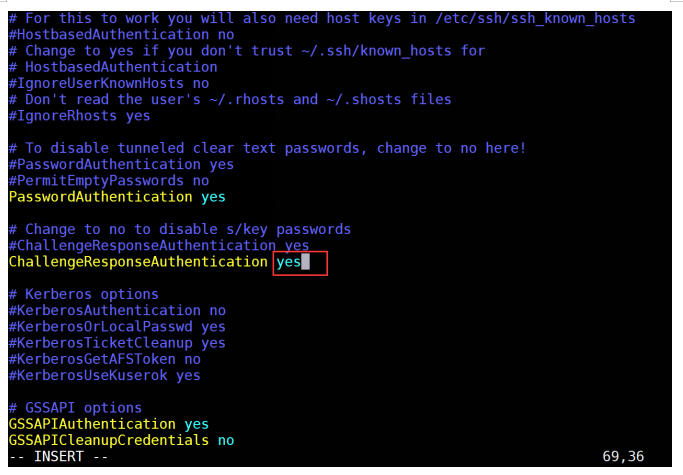 # For this to work you will also need host keys in /etc/ssh/ssh_known_hosts
#HostbasedAuthentication no
# Change to yes if you don't trust ~/.ssh/known_hosts for
# HostbasedAuthentication
#IgnoreUserKnownHosts no
# Don't read the user's ~/.rhosts and ~/.shosts files
#IgnoreRhosts yes
# To disable tunneled clear text passwords, change to no here!
#PasswordAuthentication yes
#PermitEmptyPasswords no
PasswordAuthentication yes
# Change to no to disable s/key passwords
#ChallengeResponseAuthentication yes
ChallengeResponseAuthentication yes
# Kerberos options
#KerberosAuthentication no
#KerberosOrLocalPasswd yes
#KerberosTicketCleanup yes
#KerberosGetAFSToken no
#KerberosUseKuserok yes
# GSSAPI options
GSSAPIAuthentication yes
GSSAPICleanupCredentials no
-- INSERT -- 69,36